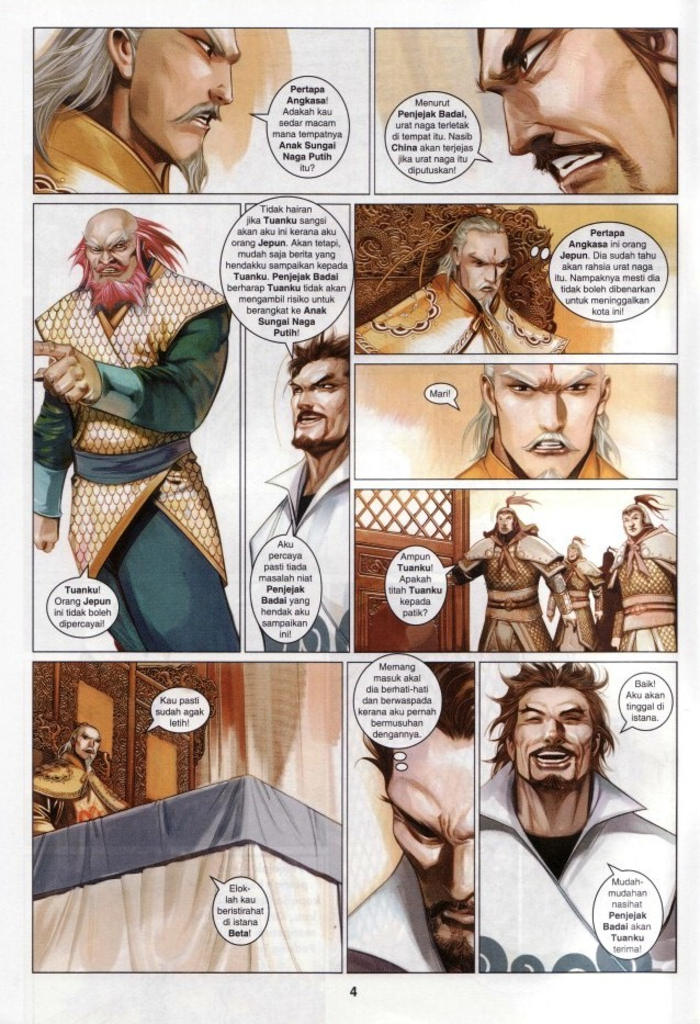 Pertapa
Angkasa!
Adakah kau
sedar macam
mana tempatnya
Anak Sungai
Naga Putih
itu?
Menurut
Penjejak Badai,
urat naga terletak
di tempat itu. Nasib
China akan terjejas
jika urat naga itu
diputuskan!
Tuanku!
Orang Jepun
ini tidak boleh
dipercayai!
Tidak hairan
jika Tuanku sangsi
akan aku ini kerana aku
orang Jepun. Akan tetapi,
mudah saja berita yang
hendakku sampaikan kepada
Tuanku. Penjejak Badai
berharap Tuanku tidak akan
mengambil risiko untuk
berangkat ke Anak
Sungai Naga
Putih!
Aku
percaya
pasti tiada
masalah niat
Penjejak
Badai yang
hendak aku
sampaikan
ini!
Pertapa
Angkasa ini orang
Jepun. Dia sudah tahu
akan rahsia urat naga
itu. Nampaknya mesti dia
tidak boleh dibenarkan
untuk meninggalkan
kota ini!
Mari!
Ampun
Tuanku!
Apakah
titah Tuanku
kepada
patik?
Kau pasti
sudah agak
letih!
Elok-
lah kau
beristirahat
di istana
Beta!
Memang
masuk akal
dia berhati-hati
dan berwaspada
kerana aku pernah
bermusuhan
dengannya.
Baik!
Aku akan
tinggal di
istana.
Mudah-
mudahan
nasihat
Penjejak
Badai akan
Tuanku
terima!
4